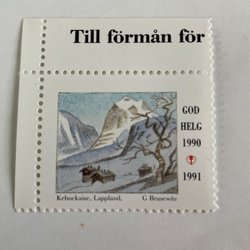 Till förmån för
GOD
HELG
1990
1991
Kebnekaise, Lappland. G Brusewitz